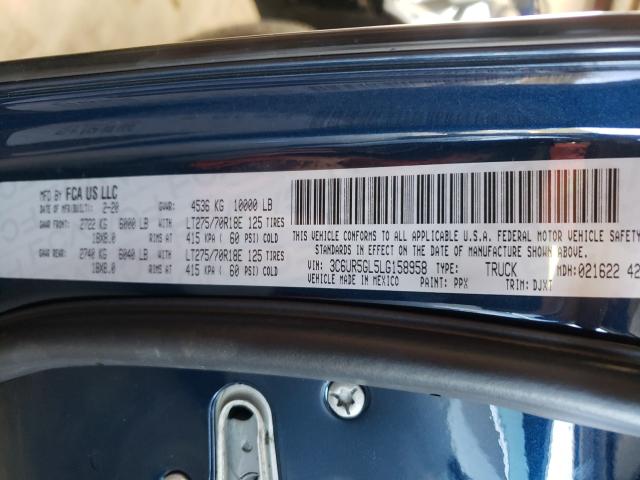 MFD BY FCA US LLC GVWR: 4536 KG 10000 LB
DATE OF MFR/BUILT: 2-20
GAWR FRONT: 2722 KG 6000 LB WITH LT275/70R18E 125 TIRES
18X8.0 RIMS AT 415 KPA ( 60 PSI) COLD
GAWR REAR: 2740 KG 6040 LB WITH LT275/70R18E 125 TIRES
18X8.0 RIMS AT 415 KPA ( 60 PSI) COLD
THIS VEHICLE CONFORMS TO ALL APPLICABLE U.S.A. FEDERAL MOTOR VEHICLE
STANDARDS IN EFFECT ON THE DATE OF MANUFACTURE SHOWN ABOVE.
VIN: 3C6UR5GL5LG158958 TYPE: TRUCK MDH:021622 42
VEHICLE MADE IN MEXICO PAINT: PPX TRIM: DJXT